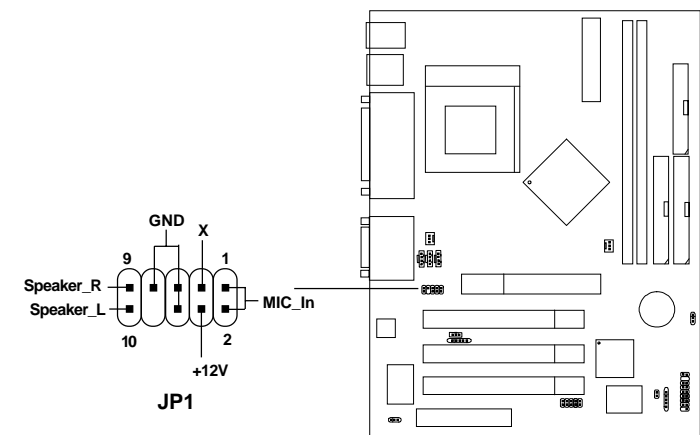 GND
X
9
1
Speaker_R
MIC_In
Speaker_L
10
2
+12V
JP1